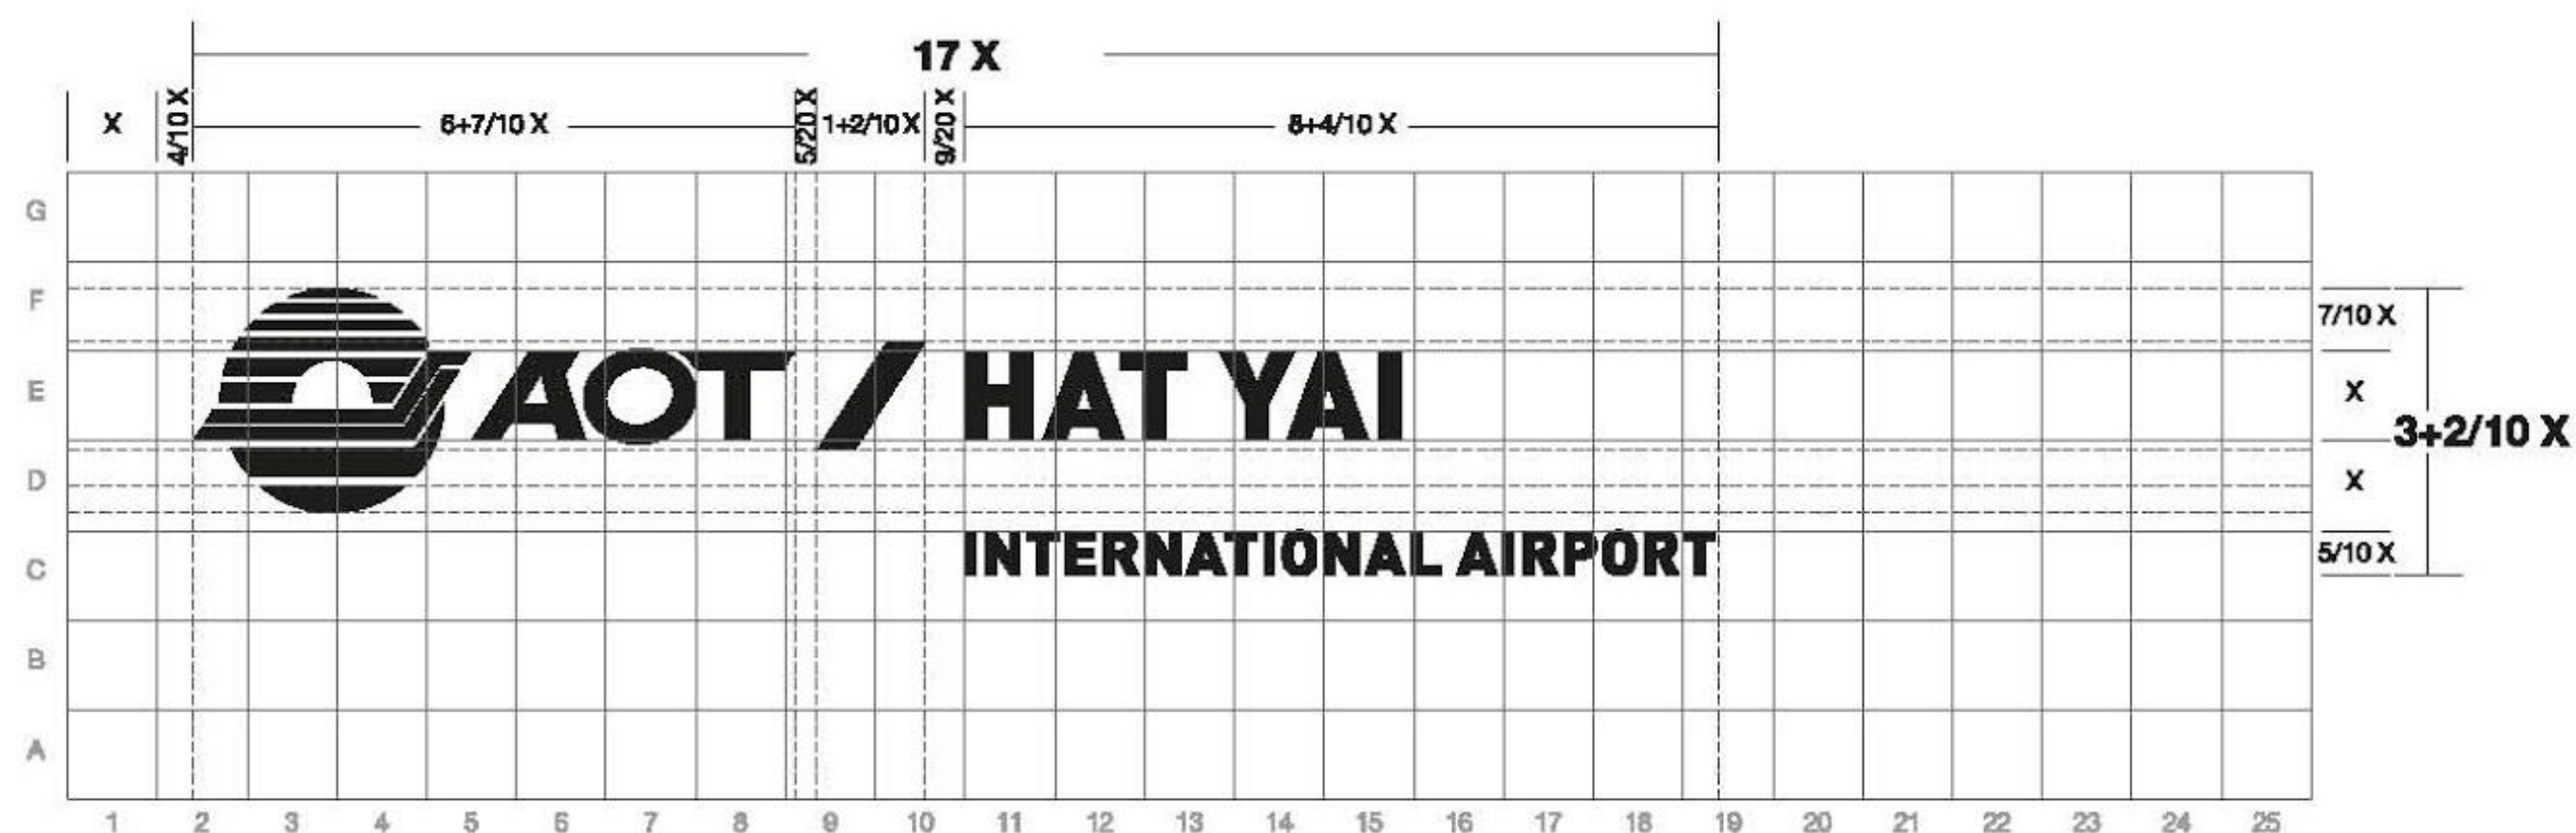 17 X
X 4/10 X 6+7/10 X 5/20 X 1+2/10 X 9/20 X 8+4/10 X
G
F 7/10 X
AOT / HAT YAI
E X
3+2/10 X
D X
INTERNATIONAL AIRPORT
C 5/10 X
B
A
1 2 3 4 5 6 7 8 9 10 11 12 13 14 15 16 17 18 19 20 21 22 23 24 25